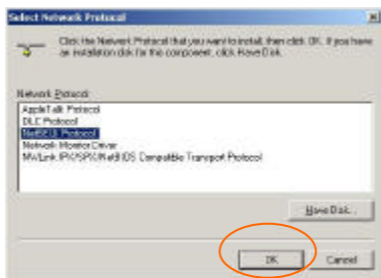 Select Network Protocol
Click the Network Protocol that you want to install, then click OK. If you have
an installation disk for this component, click Have Disk.
Network Protocol:
AppleTalk Protocol
DLC Protocol
NetBEUI Protocol
Network Monitor Driver
NWLink IPX/SPX/NetBIOS Compatible Transport Protocol
Have Disk...
OK
Cancel